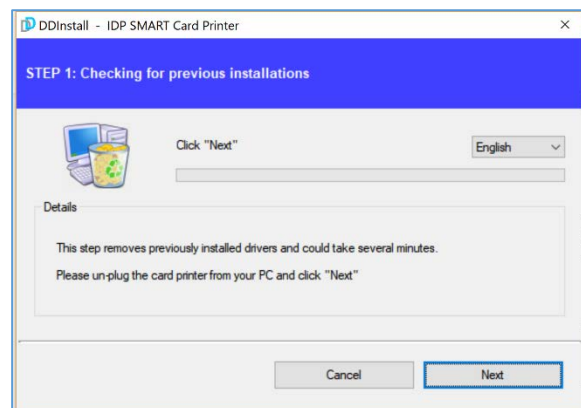 DDInstall - IDP SMART Card Printer
STEP 1: Checking for previous installations
Click "Next"
English
Details
This step removes previously installed drivers and could take several minutes.
Please un-plug the card printer from your PC and click "Next"
Cancel
Next